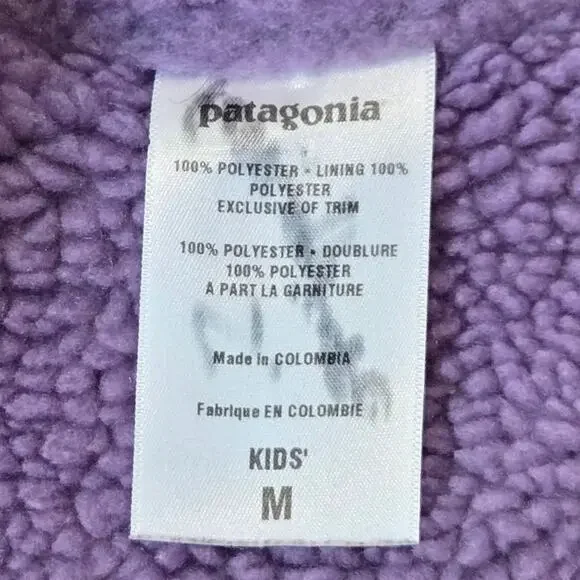 patagonia
100% POLYESTER • LINING 100%
POLYESTER
EXCLUSIVE OF TRIM
100% POLYESTER • DOUBLURE
100% POLYESTER
A PART LA GARNITURE
Made in COLOMBIA
Fabrique EN COLOMBIE
KIDS'
M